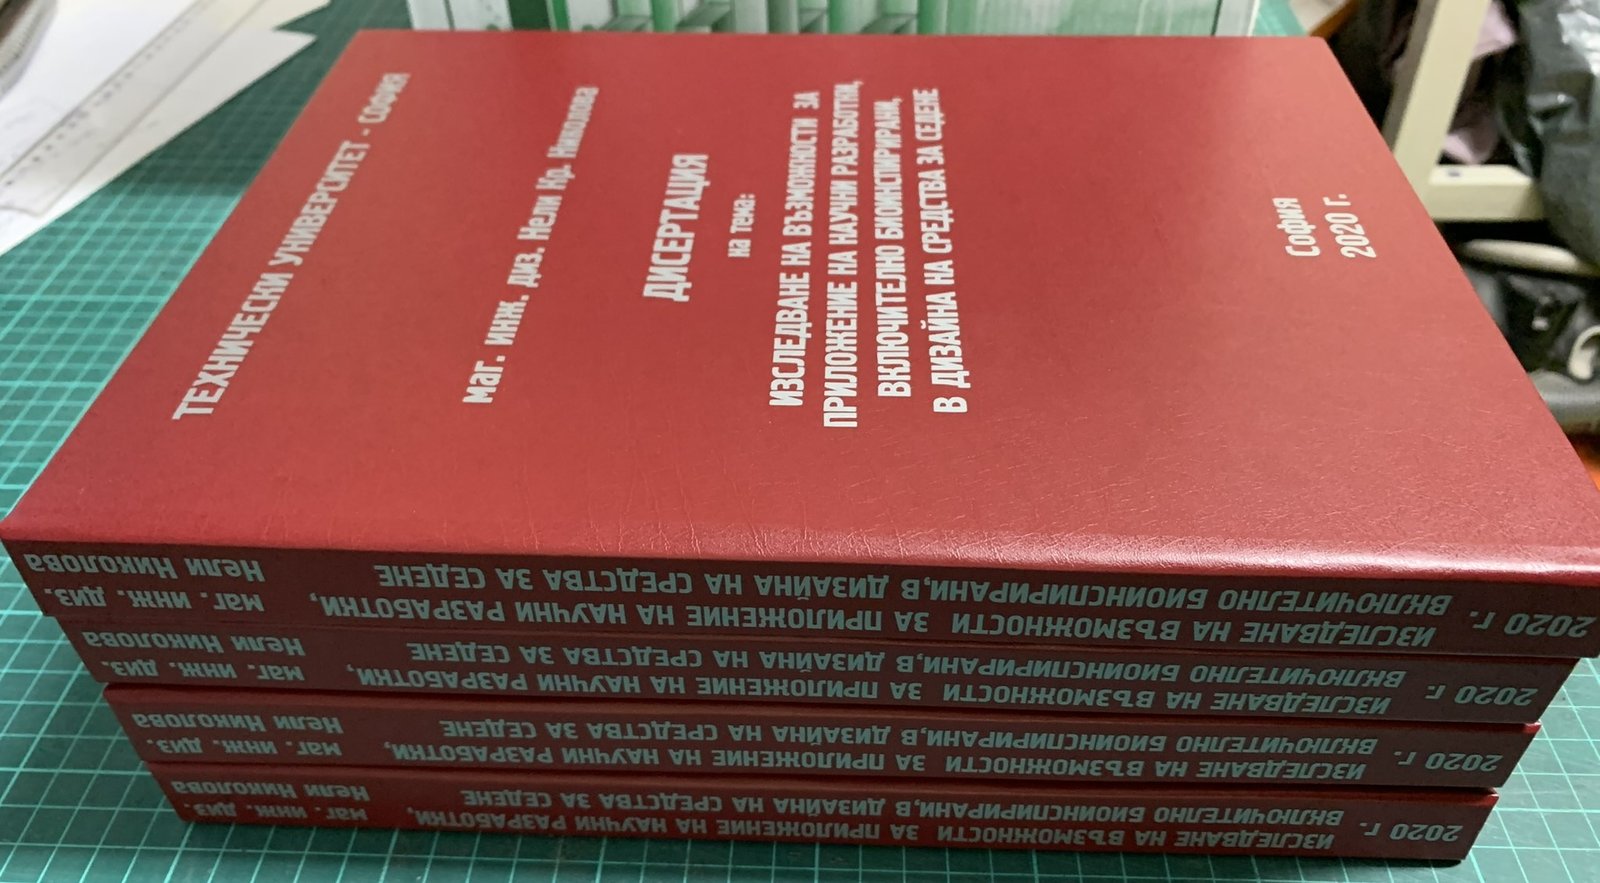 ТЕХНИЧЕСКИ УНИВЕРСИТЕТ - СОФИЯ
маг. инж. диз. Нели Кр. Николова
ДИСЕРТАЦИЯ
на тема:
ИЗСЛЕДВАНЕ НА ВЪЗМОЖНОСТИ ЗА
ПРИЛОЖЕНИЕ НА НАУЧНИ РАЗРАБОТКИ,
ВКЛЮЧИТЕЛНО БИОИНСПИРИРАНИ,
В ДИЗАЙНА НА СРЕДСТВА ЗА СЕДЕНЕ
София
2020 г.
2020 г. ИЗСЛЕДВАНЕ НА ВЪЗМОЖНОСТИ ЗА ПРИЛОЖЕНИЕ НА НАУЧНИ РАЗРАБОТКИ, маг. инж. диз.
ВКЛЮЧИТЕЛНО БИОИНСПИРИРАНИ,В ДИЗАЙНА НА СРЕДСТВА ЗА СЕДЕНЕ Нели Николова
2020 г ИЗСЛЕДВАНЕ НА ВЪЗМОЖНОСТИ ЗА ПРИЛОЖЕНИЕ НА НАУЧНИ РАЗРАБОТКИ, маг. инж. диз.
ВКЛЮЧИТЕЛНО БИОИНСПИРИРАНИ,В ДИЗАЙНА НА СРЕДСТВА ЗА СЕДЕНЕ Нели Николова
2020 г. ИЗСЛЕДВАНЕ НА ВЪЗМОЖНОСТИ ЗА ПРИЛОЖЕНИЕ НА НАУЧНИ РАЗРАБОТКИ, маг. инж. диз.
ВКЛЮЧИТЕЛНО БИОИНСПИРИРАНИ,В ДИЗАЙНА НА СРЕДСТВА ЗА СЕДЕНЕ Нели Николова
2020 г. ИЗСЛЕДВАНЕ НА ВЪЗМОЖНОСТИ ЗА ПРИЛОЖЕНИЕ НА НАУЧНИ РАЗРАБОТКИ, маг. инж. диз.
ВКЛЮЧИТЕЛНО БИОИНСПИРИРАНИ,В ДИЗАЙНА НА СРЕДСТВА ЗА СЕДЕНЕ Нели Николова